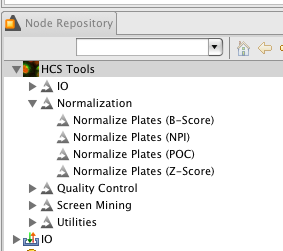 Node Repository
HCS Tools
IO
Normalization
Normalize Plates (B-Score)
Normalize Plates (NPI)
Normalize Plates (POC)
Normalize Plates (Z-Score)
Quality Control
Screen Mining
Utilities
IO